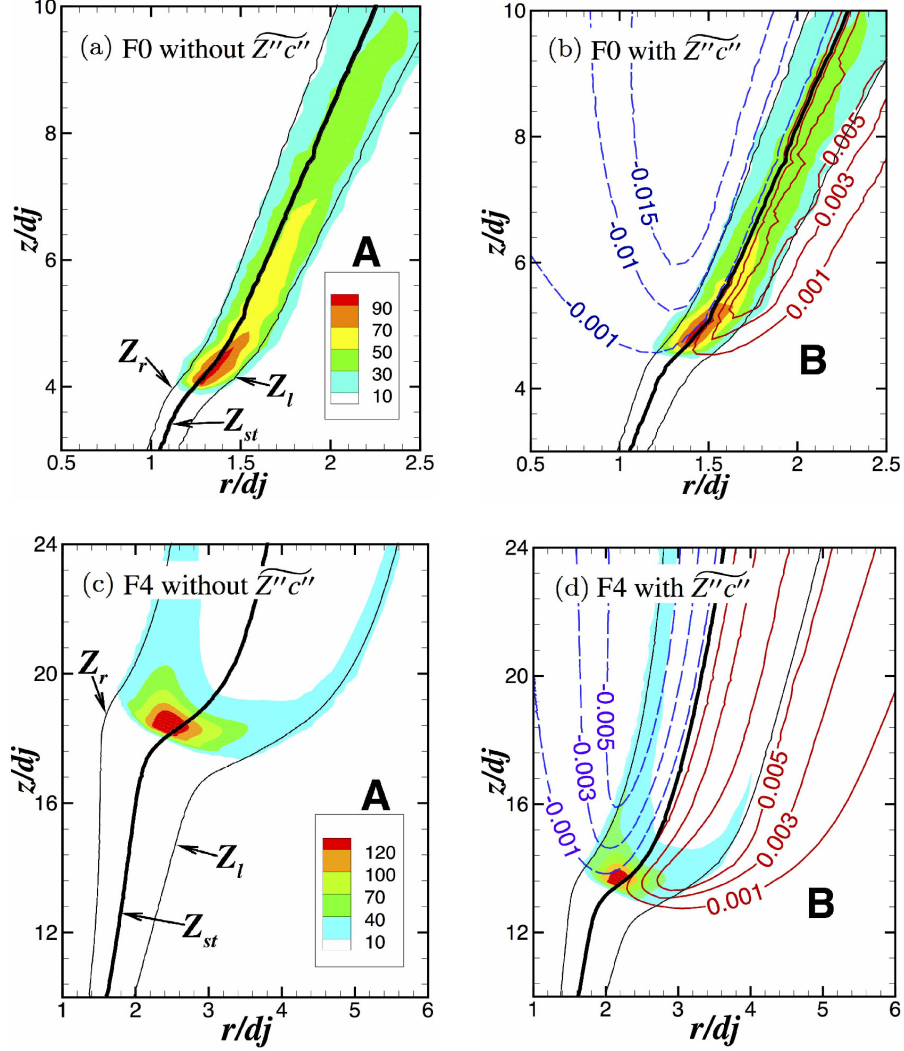 (a) F0 without Z''c''
10
8
6
4
z/dj
0.5
1
1.5
2
2.5
r/dj
A
90
70
50
30
10
Z_r
Z_l
Z_st
(b) F0 with Z''c''
10
8
6
4
z/dj
0.5
1
1.5
2
2.5
r/dj
-0.015
-0.01
-0.001
0.005
0.003
0.001
B
(c) F4 without Z''c''
24
20
16
12
z/dj
1
2
3
4
5
6
r/dj
Z_r
Z_l
Z_st
A
120
100
70
40
10
(d) F4 with Z''c''
24
20
16
12
z/dj
1
2
3
4
5
6
r/dj
-0.005
-0.003
-0.001
0.005
0.003
0.001
B